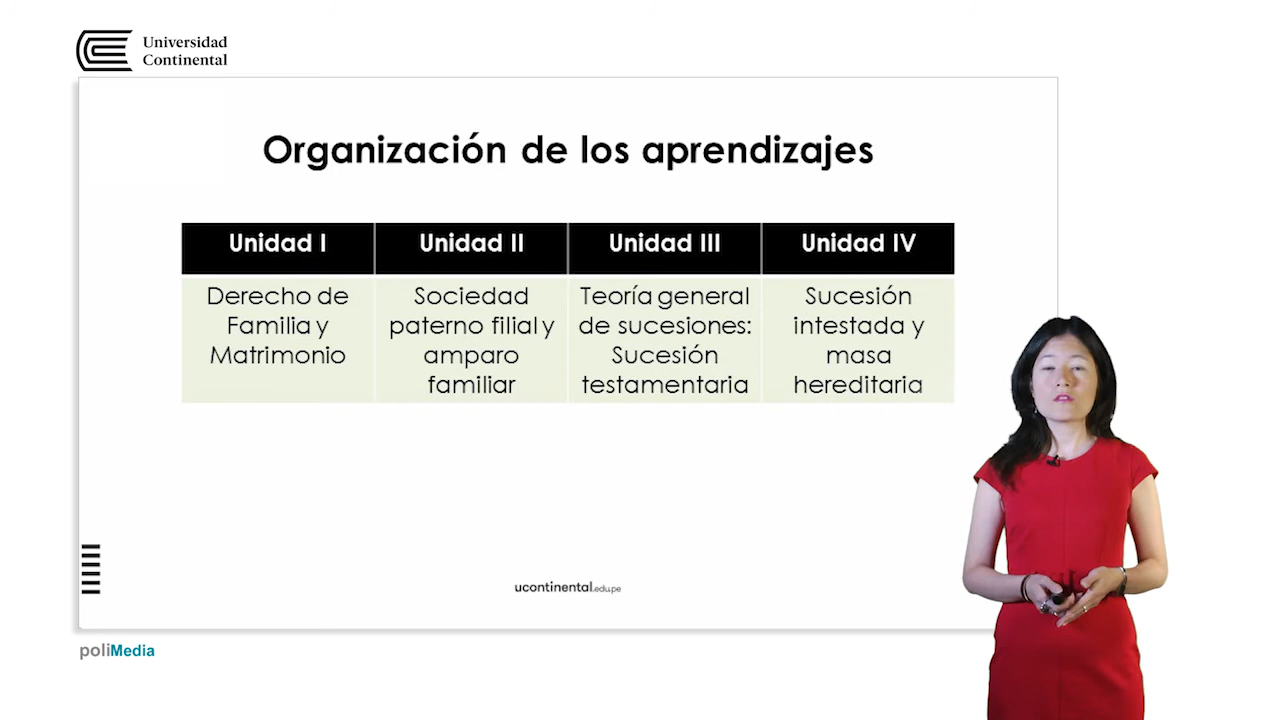 Universidad
Continental
Organización de los aprendizajes
Unidad I
Unidad II
Unidad III
Unidad IV
Derecho de
Familia y
Matrimonio
Sociedad
paterno filial y
amparo
familiar
Teoría general
de sucesiones:
Sucesión
testamentaria
Sucesión
intestada y
masa
hereditaria
ucontinental.edu.pe
poliMedia